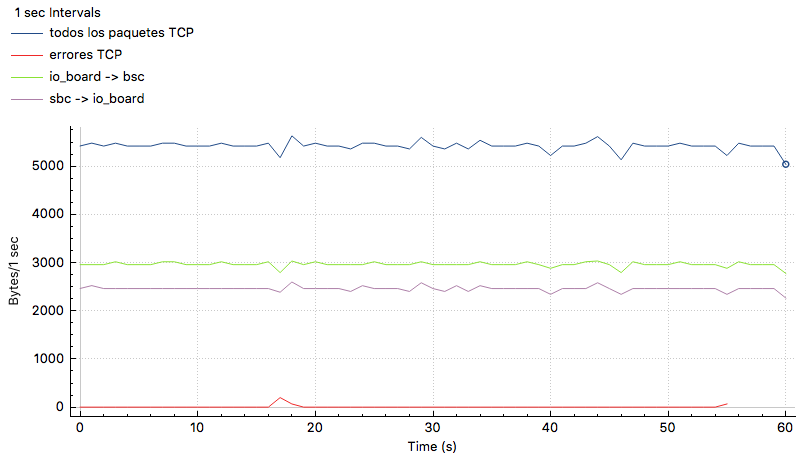 1 sec Intervals
todos los paquetes TCP
errores TCP
io_board -> bsc
sbc -> io_board
5000
4000
3000
2000
1000
0
Bytes/1 sec
0 10 20 30 40 50 60
Time (s)